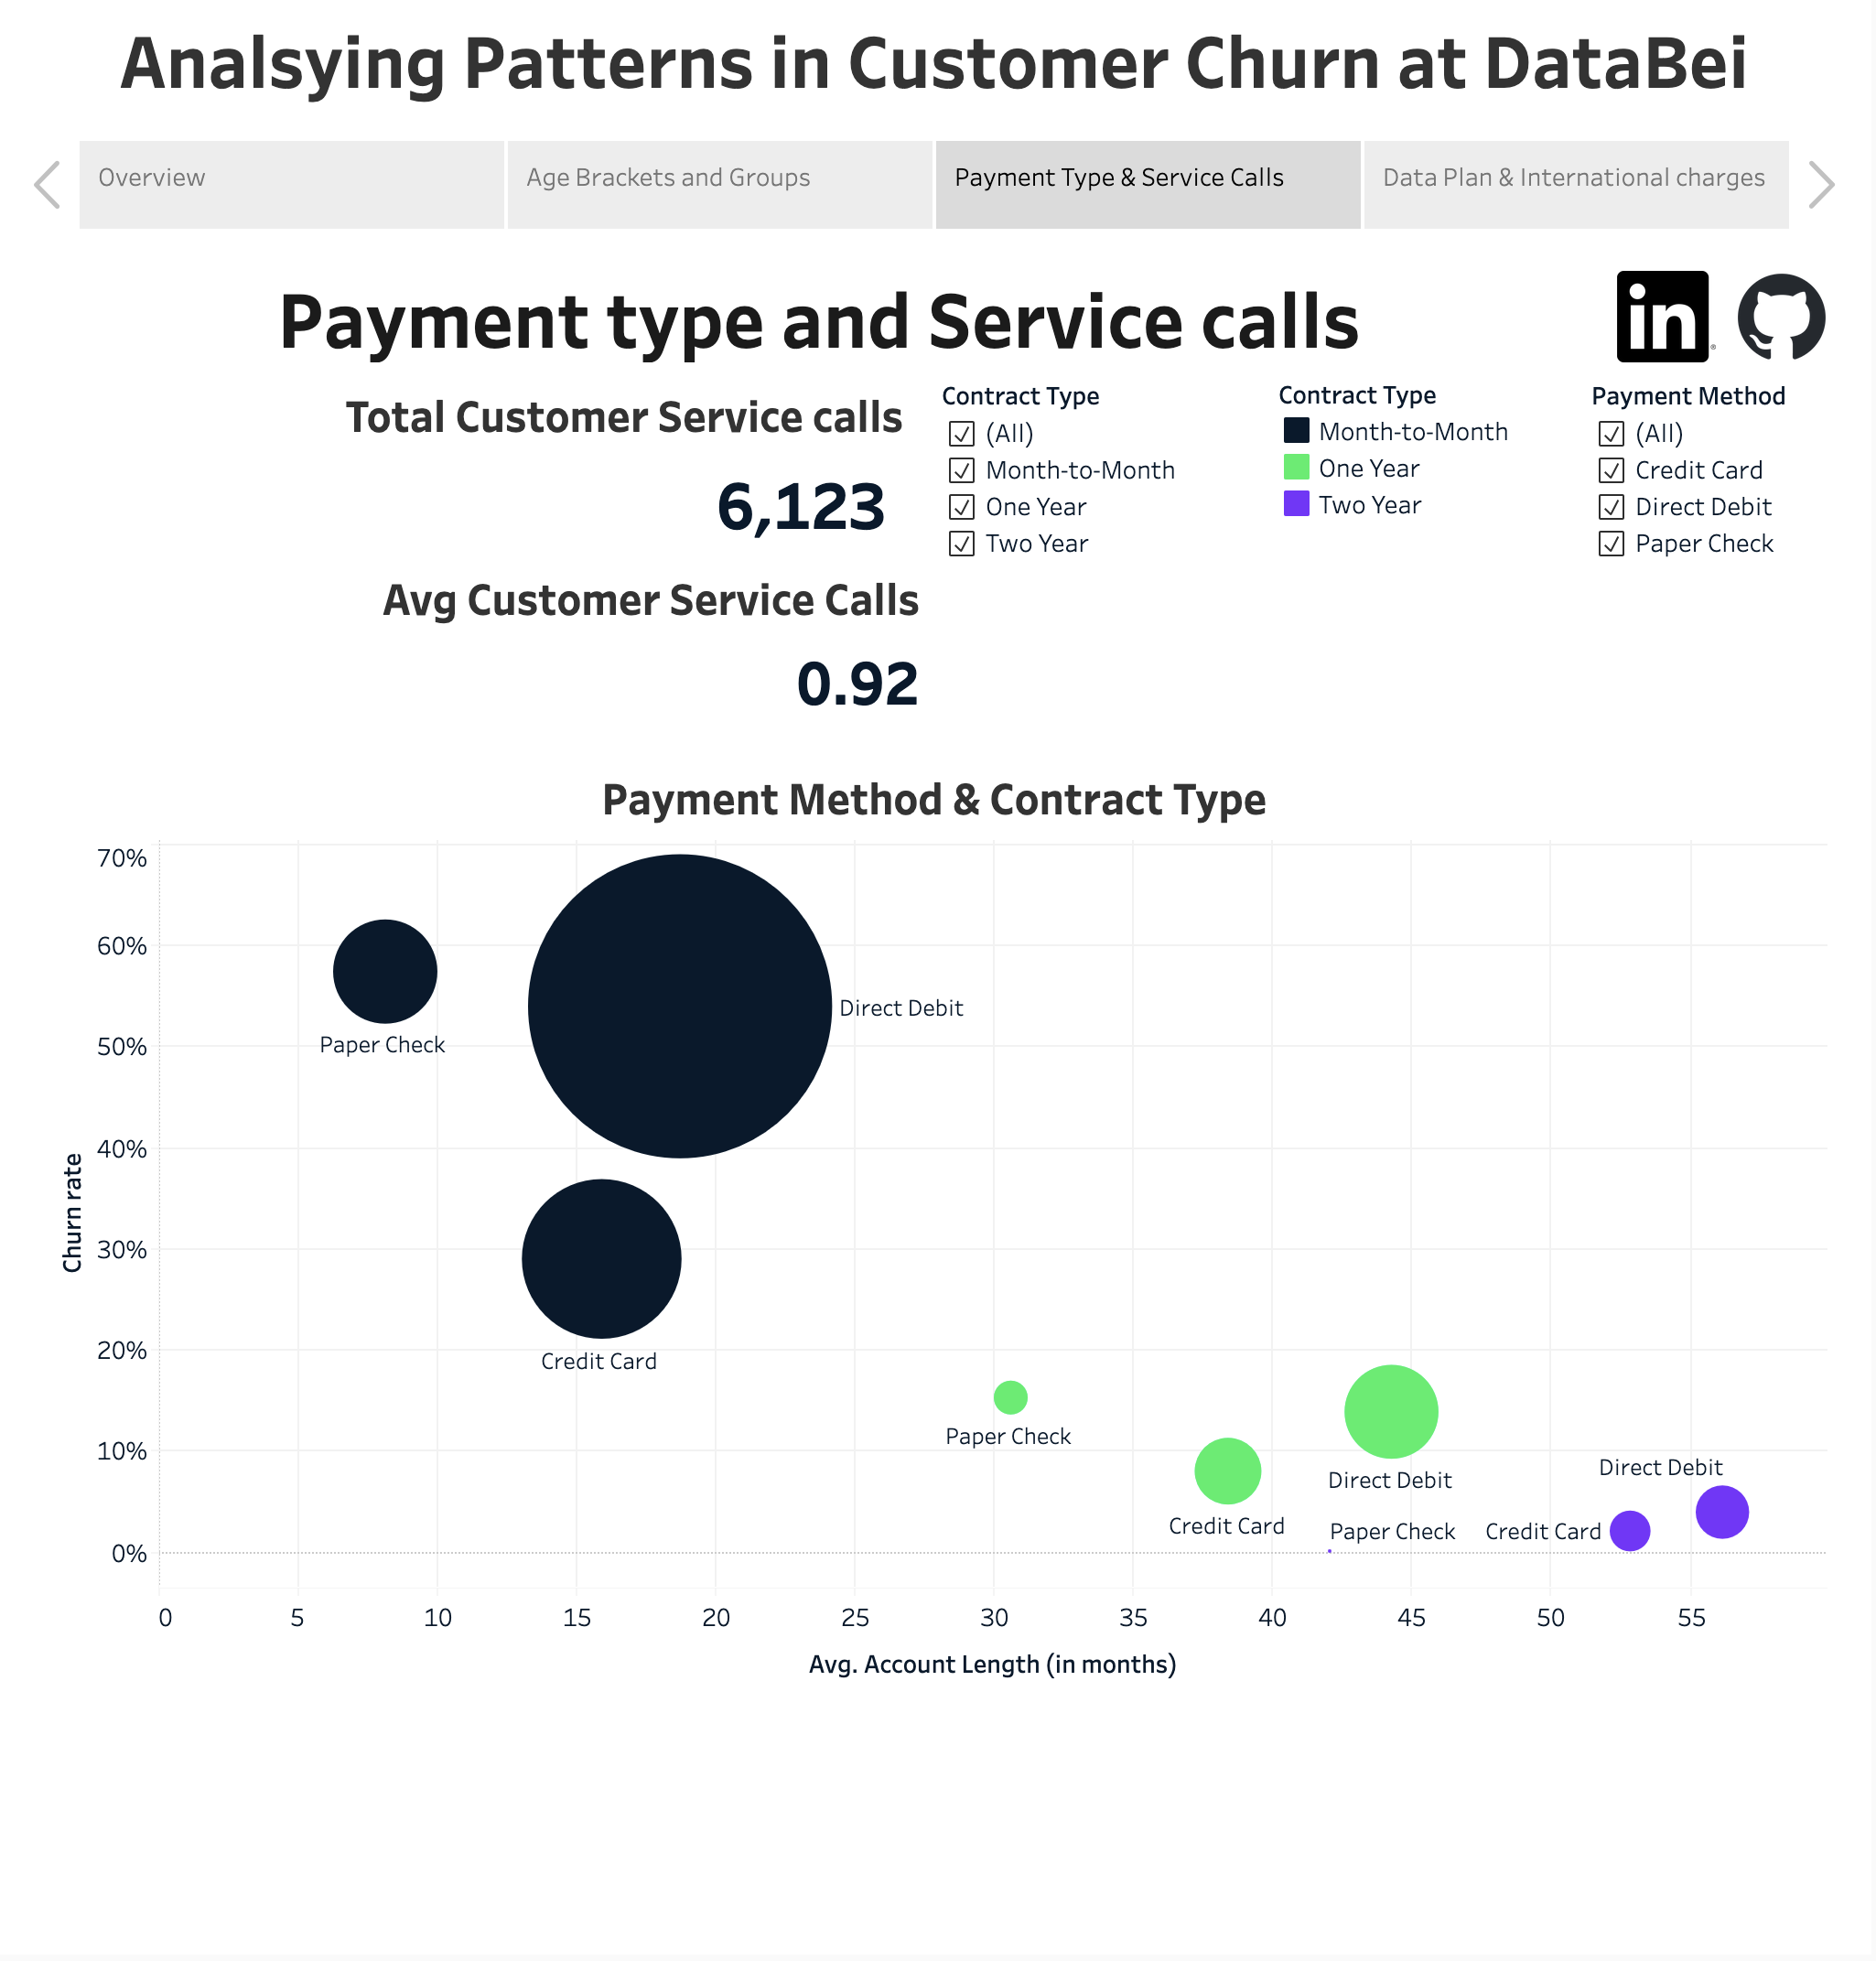 Analsying Patterns in Customer Churn at DataBei
Overview
Age Brackets and Groups
Payment Type & Service Calls
Data Plan & International charges
Payment type and Service calls
in
®
Total Customer Service calls
6,123
Avg Customer Service Calls
0.92
Contract Type
(All)
Month-to-Month
One Year
Two Year
Contract Type
Month-to-Month
One Year
Two Year
Payment Method
(All)
Credit Card
Direct Debit
Paper Check
Payment Method & Contract Type
Churn rate
70%
60%
50%
40%
30%
20%
10%
0%
Paper Check
Direct Debit
Credit Card
Paper Check
Credit Card
Direct Debit
Paper Check
Credit Card
Direct Debit
0 5 10 15 20 25 30 35 40 45 50 55
Avg. Account Length (in months)